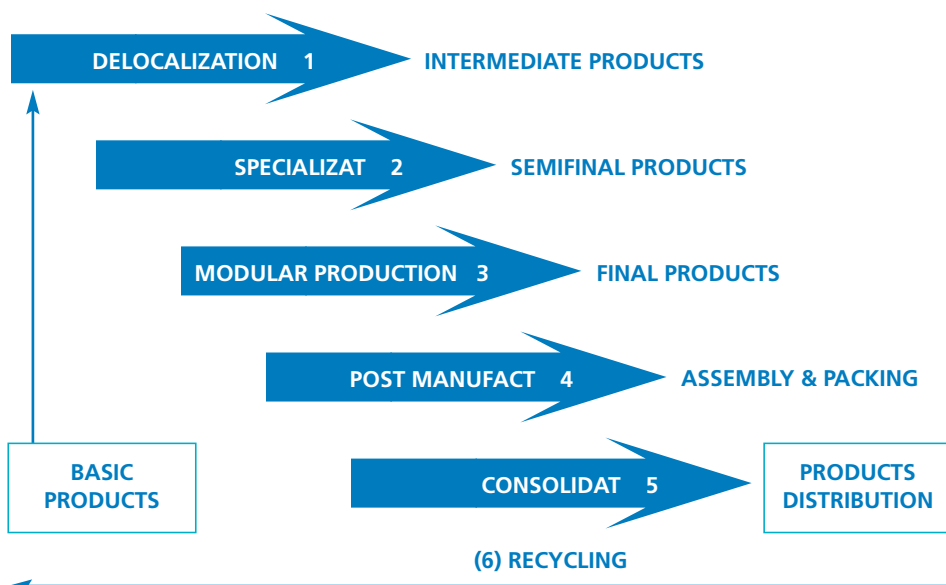 DELOCALIZATION 1 INTERMEDIATE PRODUCTS
SPECIALIZAT 2 SEMIFINAL PRODUCTS
MODULAR PRODUCTION 3 FINAL PRODUCTS
POST MANUFACT 4 ASSEMBLY & PACKING
BASIC
PRODUCTS
CONSOLIDAT 5
PRODUCTS
DISTRIBUTION
(6) RECYCLING